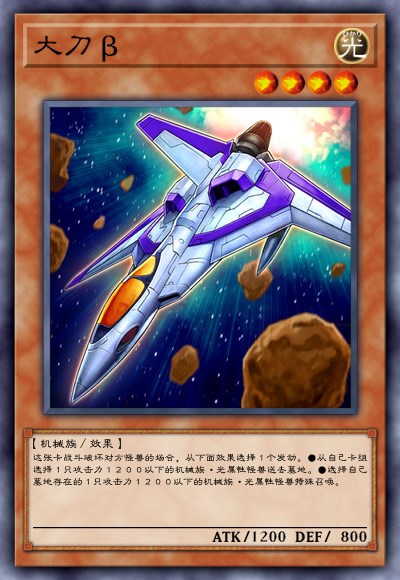 大刀β
光
【机械族/效果】
这张卡战斗破坏对方怪兽的场合，从下面效果选择1个发动。●从自己卡组
选择1只攻击力1200以下的机械族·光属性怪兽送去墓地。●选择自己
墓地存在的1只攻击力1200以下的机械族·光属性怪兽特殊召唤。
ATK/1200 DEF/ 800